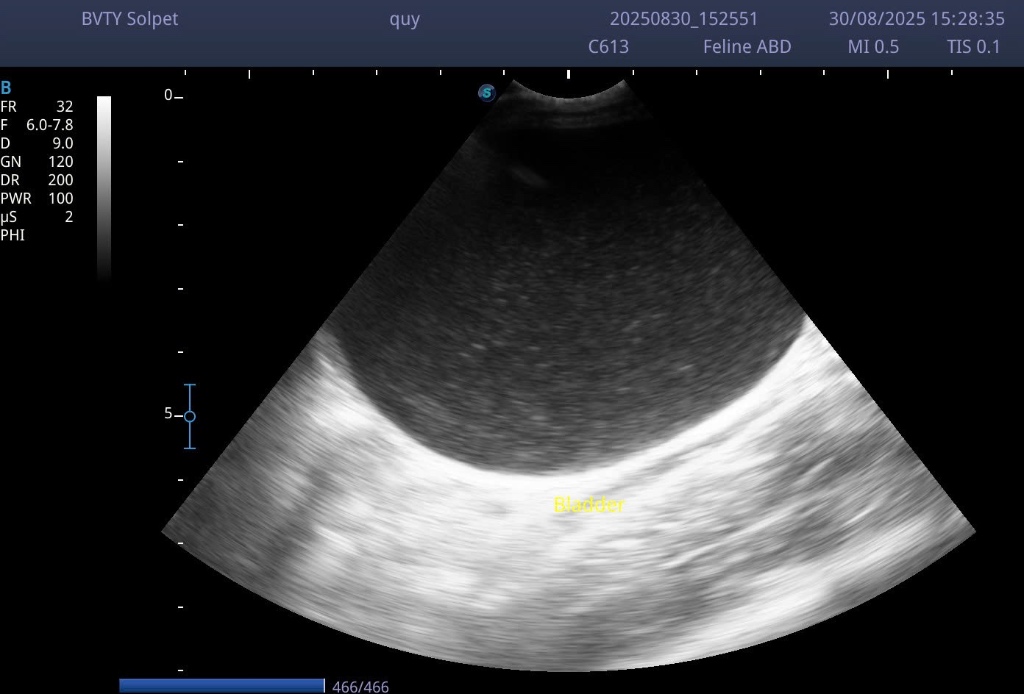 BVTY Solpet quy 20250830_152551 30/08/2025 15:28:35
C613 Feline ABD MI 0.5 TIS 0.1
B
FR 32
F 6.0-7.8
D 9.0
GN 120
DR 200
PWR 100
µS 2
PHI
0
S
5
Bladder
466/466